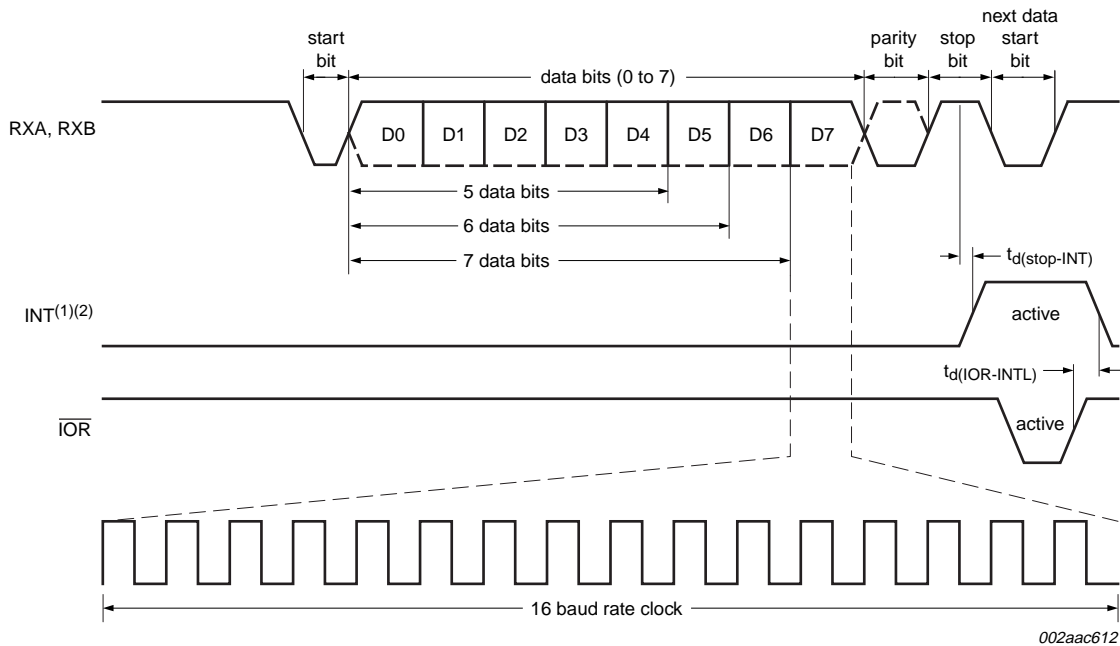 start
bit
data bits (0 to 7)
parity
bit
stop
bit
next data
start
bit
RXA, RXB
D0 D1 D2 D3 D4 D5 D6 D7
5 data bits
6 data bits
7 data bits
td(stop-INT)
INT(1)(2)
active
td(IOR-INTL)
IOR
active
16 baud rate clock
002aac612